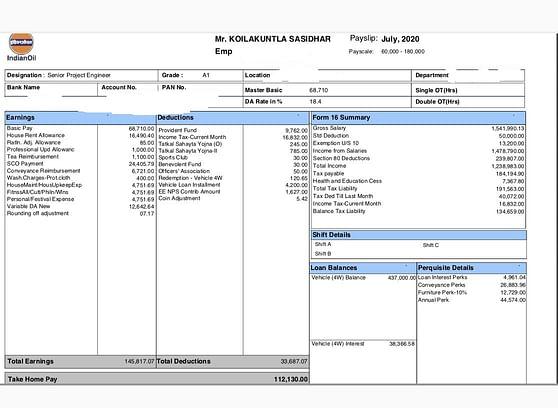 Mr. KOILAKUNTLA SASIDHAR Payslip: July, 2020
Emp Payscale: 60,000 - 180,000
IndianOil
Designation : Senior Project Engineer Grade : A1 Location Department
Bank Name Account No. PAN No. Master Basic 68,710 Single OT(Hrs)
DA Rate in % 18.4 Double OT(Hrs)
Earnings Deductions Form 16 Summary
Basic Pay 68,710.00
House Rent Allowance 16,490.40
Ratn. Adj. Allowance 85.00
Professional Upd Allowanc 1,000.00
Tea Reimbursement 1,100.00
SCO Payment 24,405.79
Conveyance Reimbursement 6,721.00
Wash.Charges-Prot.cloth 400.00
HouseMaint/HousUpkeepExp 4,751.69
FitnssAlt/Cult/Phin/Wins 4,751.69
Personal/Festival Expense 4,751.69
Variable DA New 12,642.64
Rounding off adjustment 07.17
Provident Fund 9,762.00
Income Tax-Current Month 16,832.00
Tatkal Sahayta Yojna (O) 245.00
Tatkal Sahayta Yojna-II 785.00
Sports Club 30.00
Benevolent Fund 30.00
Officers' Association 50.00
Redemption - Vehicle 4W 120.65
Vehicle Loan Installment 4,200.00
EE NPS Contrib Amount 1,627.00
Coin Adjustment 5.42
Gross Salary 1,541,990.13
Std Deduction 50,000.00
Exemption U/S 10 13,200.00
Income from Salaries 1,478,790.00
Section 80 Deductions 239,807.00
Total Income 1,238,983.00
Tax payable 184,194.90
Health and Education Cess 7,367.80
Total Tax Liability 191,563.00
Tax Ded Till Last Month 40,072.00
Income Tax-Current Month 16,832.00
Balance Tax Liability 134,659.00
Shift Details
Shift A Shift C
Shift B
Loan Balances Perquisite Details
Vehicle (4W) Balance 437,000.00
Vehicle (4W) Interest 38,366.58
Loan Interest Perks 4,961.04
Conveyance Perks 26,883.96
Furniture Perk-10% 12,729.00
Annual Perk. 44,574.00
Total Earnings 145,817.07 Total Deductions 33,687.07
Take Home Pay 112,130.00